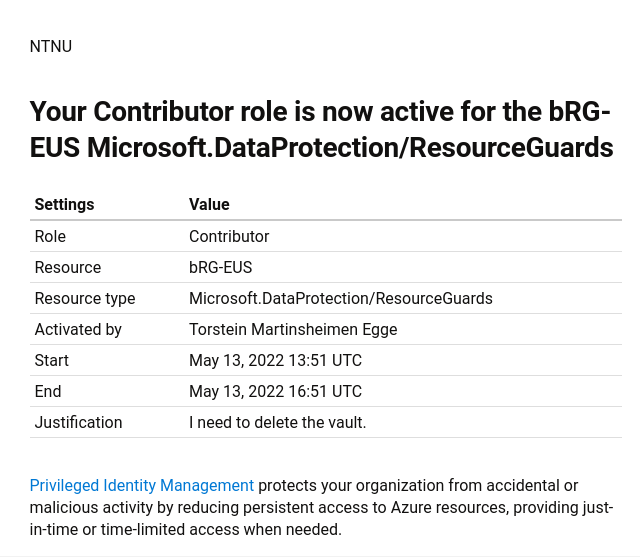 NTNU
Your Contributor role is now active for the bRG-
EUS Microsoft.DataProtection/ResourceGuards
Settings Value
Role Contributor
Resource bRG-EUS
Resource type Microsoft.DataProtection/ResourceGuards
Activated by Torstein Martinsheimen Egge
Start May 13, 2022 13:51 UTC
End May 13, 2022 16:51 UTC
Justification I need to delete the vault.
Privileged Identity Management protects your organization from accidental or
malicious activity by reducing persistent access to Azure resources, providing just-
in-time or time-limited access when needed.